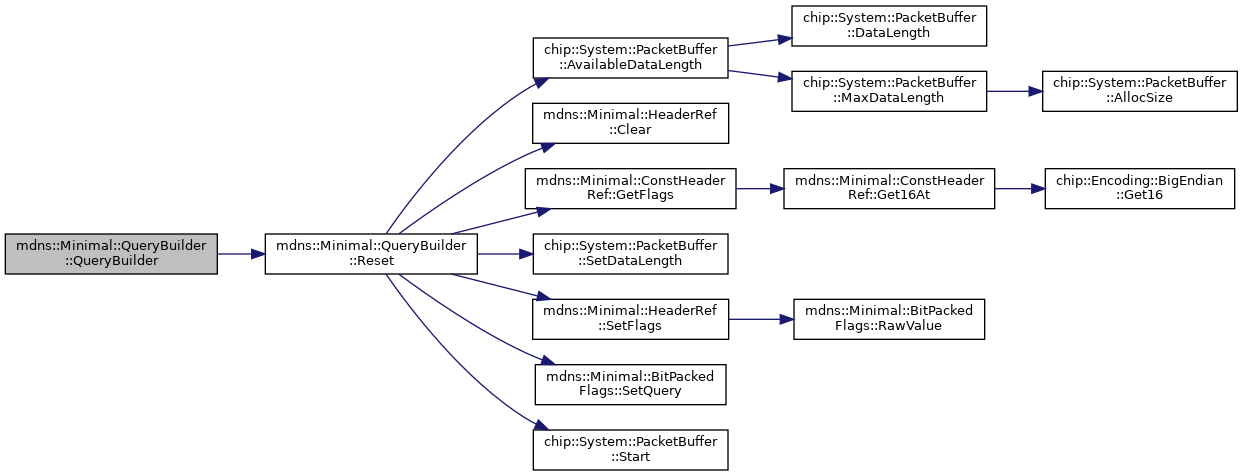 mdns::Minimal::QueryBuilder
::QueryBuilder
mdns::Minimal::QueryBuilder
::Reset
chip::System::PacketBuffer
::AvailableDataLength
chip::System::PacketBuffer
::DataLength
chip::System::PacketBuffer
::MaxDataLength
chip::System::PacketBuffer
::AllocSize
mdns::Minimal::HeaderRef
::Clear
mdns::Minimal::ConstHeader
Ref::GetFlags
mdns::Minimal::ConstHeader
Ref::Get16At
chip::Encoding::BigEndian
::Get16
chip::System::PacketBuffer
::SetDataLength
mdns::Minimal::HeaderRef
::SetFlags
mdns::Minimal::BitPacked
Flags::RawValue
mdns::Minimal::BitPacked
Flags::SetQuery
chip::System::PacketBuffer
::Start